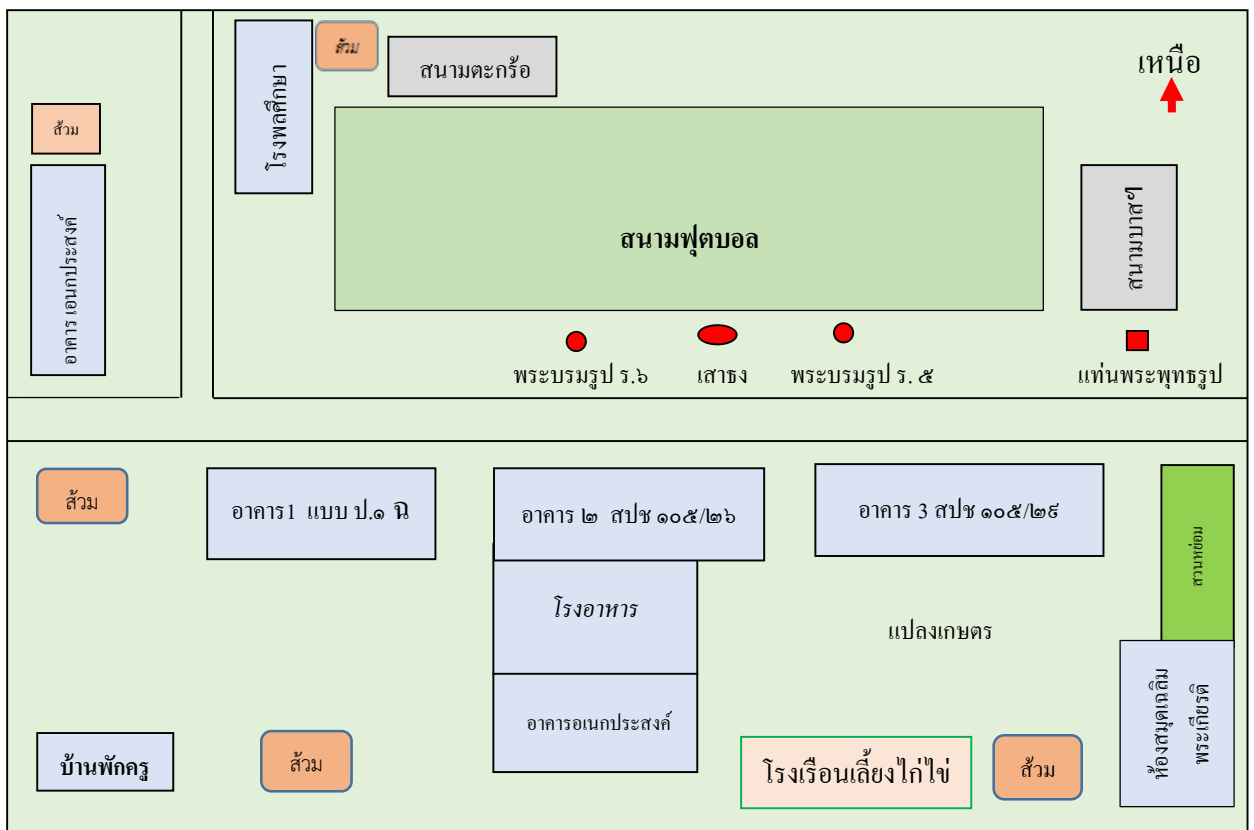 ส้วม
สนามตะกร้อ
เหนือ
โรงพลศึกษา
ส้วม
อาคาร เอนกประสงค์
สนามฟุตบอล
สนามบาสฯ
พระบรมรูป ร.๖
เสาธง
พระบรมรูป ร. ๕
แท่นพระพุทธรูป
ส้วม
อาคาร1 แบบ ป.๑ ฉ
อาคาร ๒ สปช ๑๐๕/๒๖
อาคาร 3 สปช ๑๐๕/๒๙
สวนหย่อม
โรงอาหาร
แปลงเกษตร
ห้องสมุดเฉลิม
พระเกียรติ
อาคารอเนกประสงค์
บ้านพักครู
ส้วม
โรงเรือนเลี้ยงไก่ไข่
ส้วม